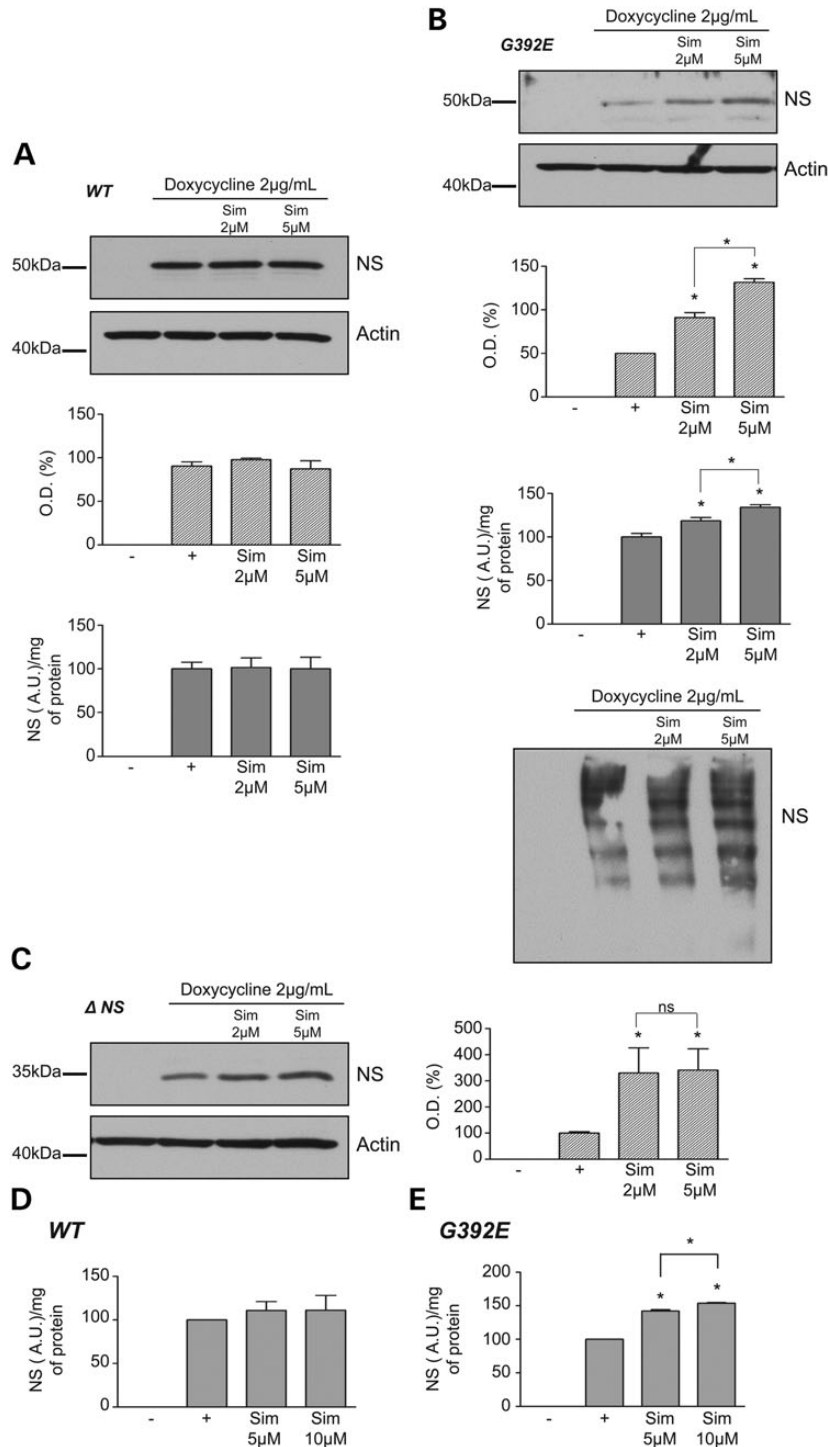 A
WT
Doxycycline 2µg/mL
Sim
2µM
Sim
5µM
50kDa
NS
40kDa
Actin
O.D. (%)
150
100
50
0
-
+
Sim
2µM
Sim
5µM
NS ( A.U.)/mg
of protein
150
100
50
0
-
+
Sim
2µM
Sim
5µM
B
G392E
Doxycycline 2µg/mL
Sim
2µM
Sim
5µM
50kDa
NS
Actin
40kDa
O.D. (%)
150
100
50
0
*
*
*
-
+
Sim
2µM
Sim
5µM
NS ( A.U.)/mg
of protein
150
100
50
0
*
*
*
-
+
Sim
2µM
Sim
5µM
Doxycycline 2µg/mL
Sim
2µM
Sim
5µM
NS
O.D. (%)
500
400
300
200
100
0
ns
*
*
-
+
Sim
2µM
Sim
5µM
C
Δ NS
Doxycycline 2µg/mL
Sim
2µM
Sim
5µM
35kDa
NS
Actin
40kDa
D
WT
NS ( A.U.)/mg
of protein
150
100
50
0
-
+
Sim
5µM
Sim
10µM
E
G392E
NS ( A.U.)/mg
of protein
200
150
100
50
0
*
*
*
-
+
Sim
5µM
Sim
10µM